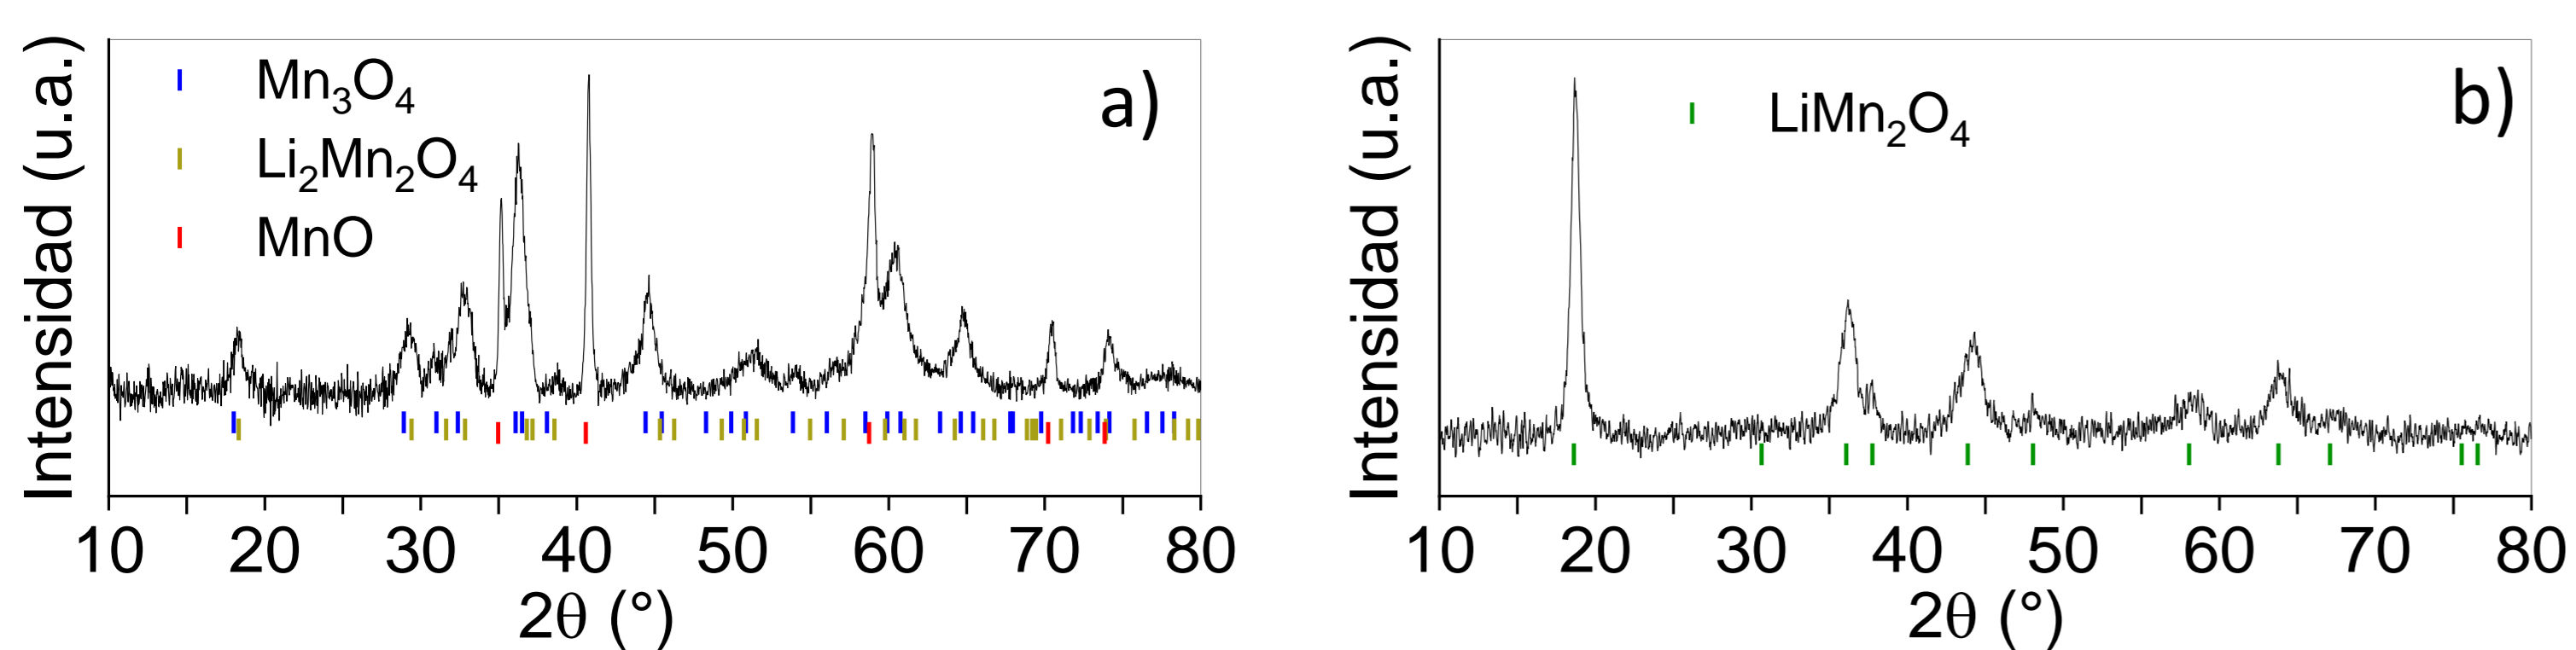 Intensidad (u.a.)
Mn₃O₄
Li₂Mn₂O₄
MnO
a)
10 20 30 40 50 60 70 80
2θ (°)
Intensidad (u.a.)
LiMn₂O₄
b)
10 20 30 40 50 60 70 80
2θ (°)